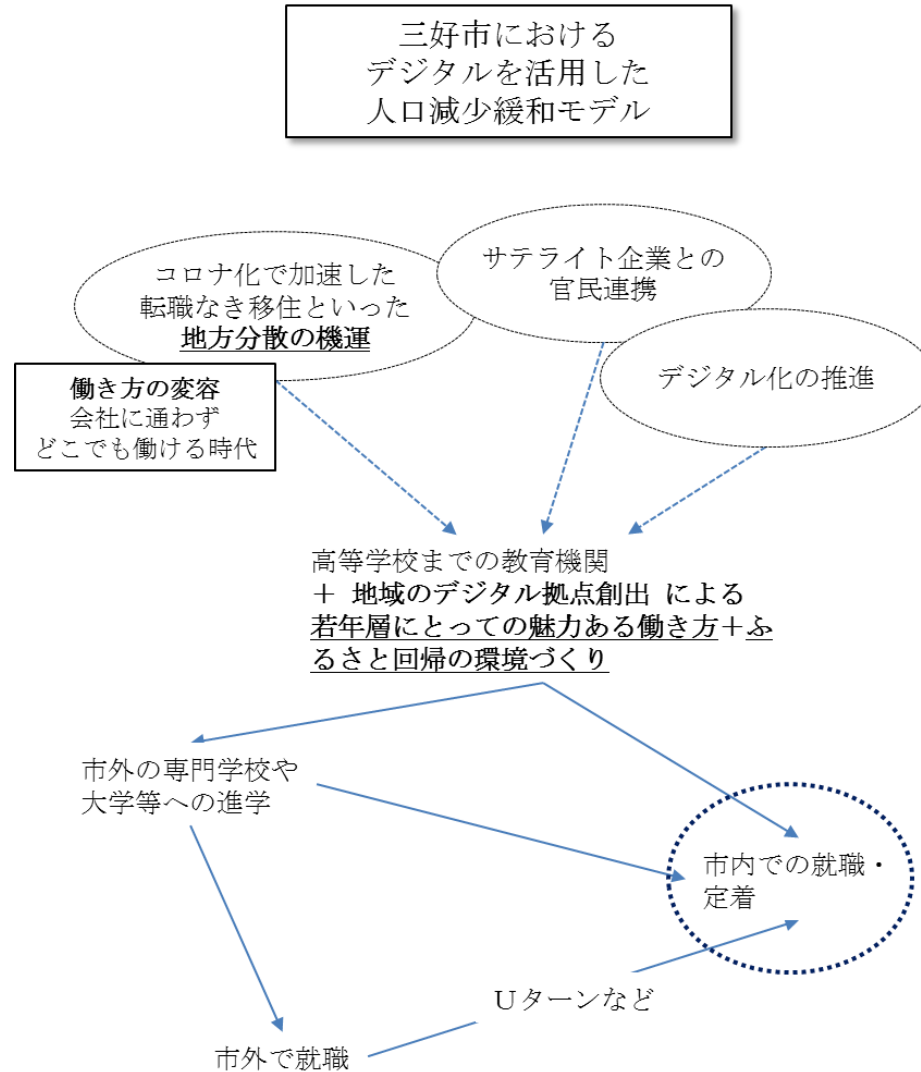 三好市における
デジタルを活用した
人口減少緩和モデル
コロナ化で加速した
転職なき移住といった
地方分散の機運
サテライト企業との
官民連携
デジタル化の推進
働き方の変容
会社に通わず
どこでも働ける時代
高等学校までの教育機関
＋ 地域のデジタル拠点創出 による
若年層にとっての魅力ある働き方＋ふ
るさと回帰の環境づくり
市外の専門学校や
大学等への進学
市内での就職・
定着
Ｕターンなど
市外で就職